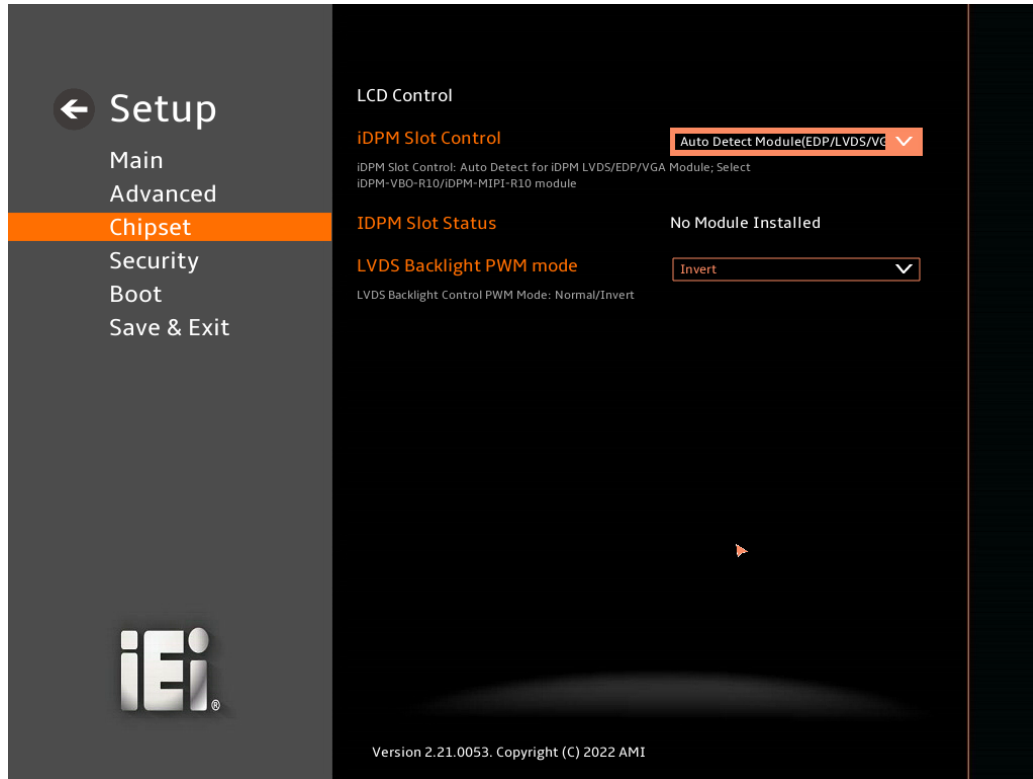 Setup
Main
Advanced
Chipset
Security
Boot
Save & Exit
iEi®
LCD Control
iDPM Slot Control
Auto Detect Module(EDP/LVDS/VG
iDPM Slot Control: Auto Detect for iDPM LVDS/EDP/VGA Module; Select
iDPM-VBO-R10/iDPM-MIPI-R10 module
IDPM Slot Status
No Module Installed
LVDS Backlight PWM mode
Invert
LVDS Backlight Control PWM Mode: Normal/Invert
Version 2.21.0053. Copyright (C) 2022 AMI